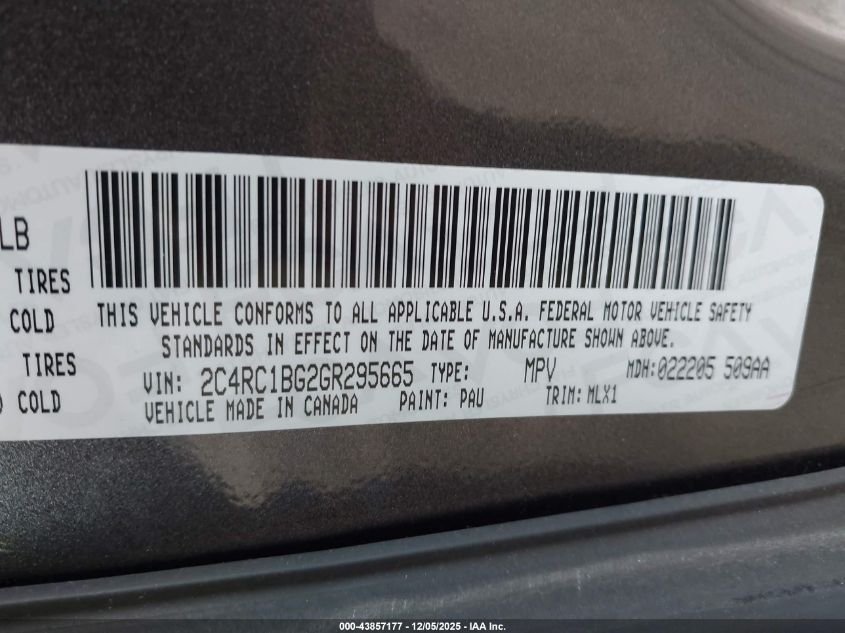 LB
TIRES
COLD
TIRES
COLD
THIS VEHICLE CONFORMS TO ALL APPLICABLE U.S.A. FEDERAL MOTOR VEHICLE SAFETY
STANDARDS IN EFFECT ON THE DATE OF MANUFACTURE SHOWN ABOVE.
VIN: 2C4RC1BG2GR295665 TYPE: MPV MDH:022205 509AA
VEHICLE MADE IN CANADA PAINT: PAU TRIM: MLX1
000-43857177 - 12/05/2025 - IAA Inc.